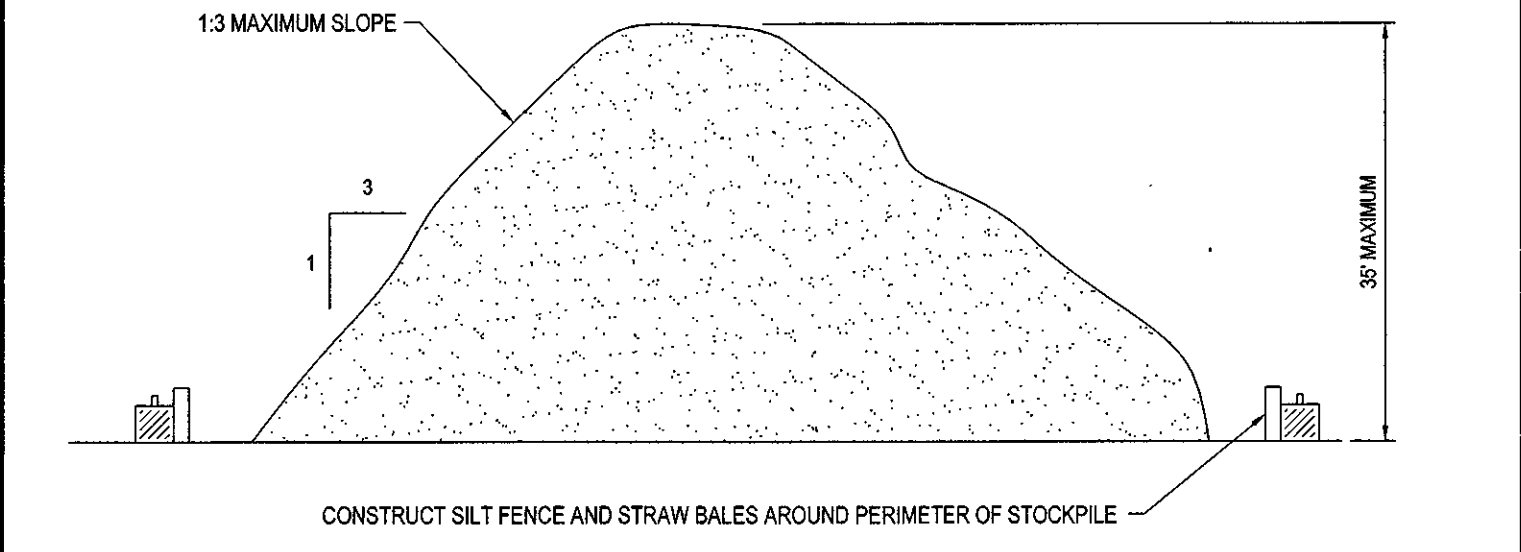 1:3 MAXIMUM SLOPE
3
1
35' MAXIMUM
CONSTRUCT SILT FENCE AND STRAW BALES AROUND PERIMETER OF STOCKPILE